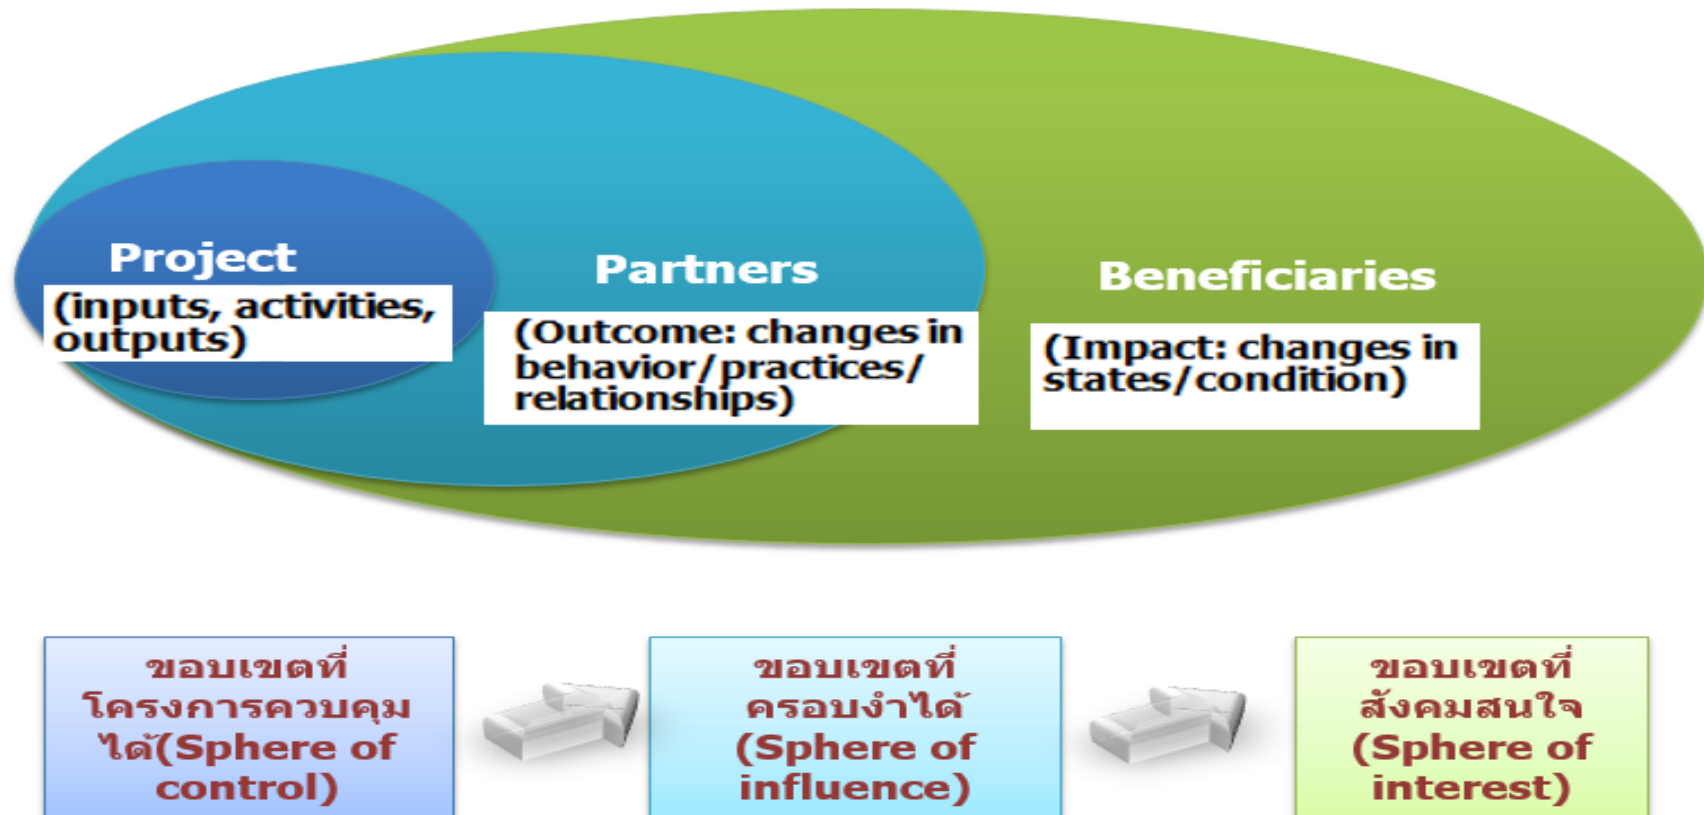 Project
(inputs, activities,
outputs)
Partners
(Outcome: changes in
behavior/practices/
relationships)
Beneficiaries
(Impact: changes in
states/condition)
ขอบเขตที่
โครงการควบคุม
ได้(Sphere of
control)
ขอบเขตที่
ครอบงำได้
(Sphere of
influence)
ขอบเขตที่
สังคมสนใจ
(Sphere of
interest)